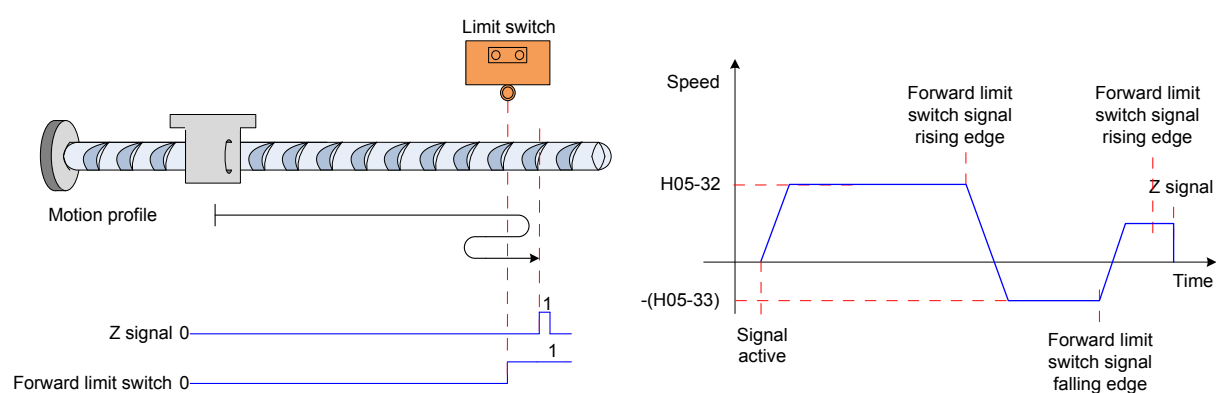 Limit switch
Motion profile
1
Z signal 0
1
Forward limit switch 0
Speed
Forward limit
switch signal
rising edge
Forward limit
switch signal
rising edge
H05-32
Z signal
Time
-(H05-33)
Signal
active
Forward limit
switch signal
falling edge